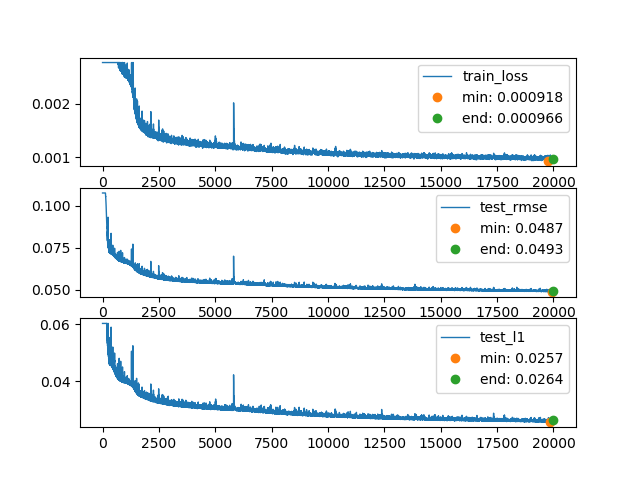 train_loss
min: 0.000918
end: 0.000966
0.002
0.001
0 2500 5000 7500 10000 12500 15000 17500 20000
test_rmse
min: 0.0487
end: 0.0493
0.100
0.075
0.050
0 2500 5000 7500 10000 12500 15000 17500 20000
test_l1
min: 0.0257
end: 0.0264
0.06
0.04
0 2500 5000 7500 10000 12500 15000 17500 20000